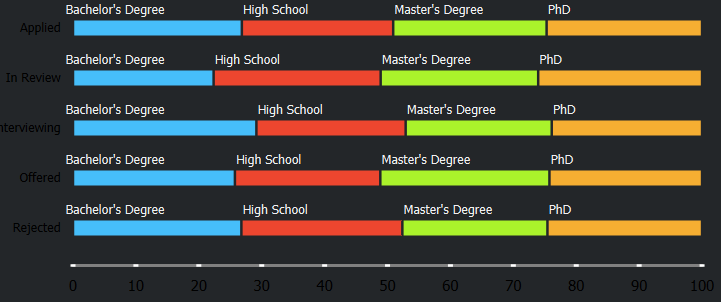 Bachelor's Degree High School Master's Degree PhD
Applied
Bachelor's Degree High School Master's Degree PhD
In Review
Bachelor's Degree High School Master's Degree PhD
nterviewing
Bachelor's Degree High School Master's Degree PhD
Offered
Bachelor's Degree High School Master's Degree PhD
Rejected
0 10 20 30 40 50 60 70 80 90 100